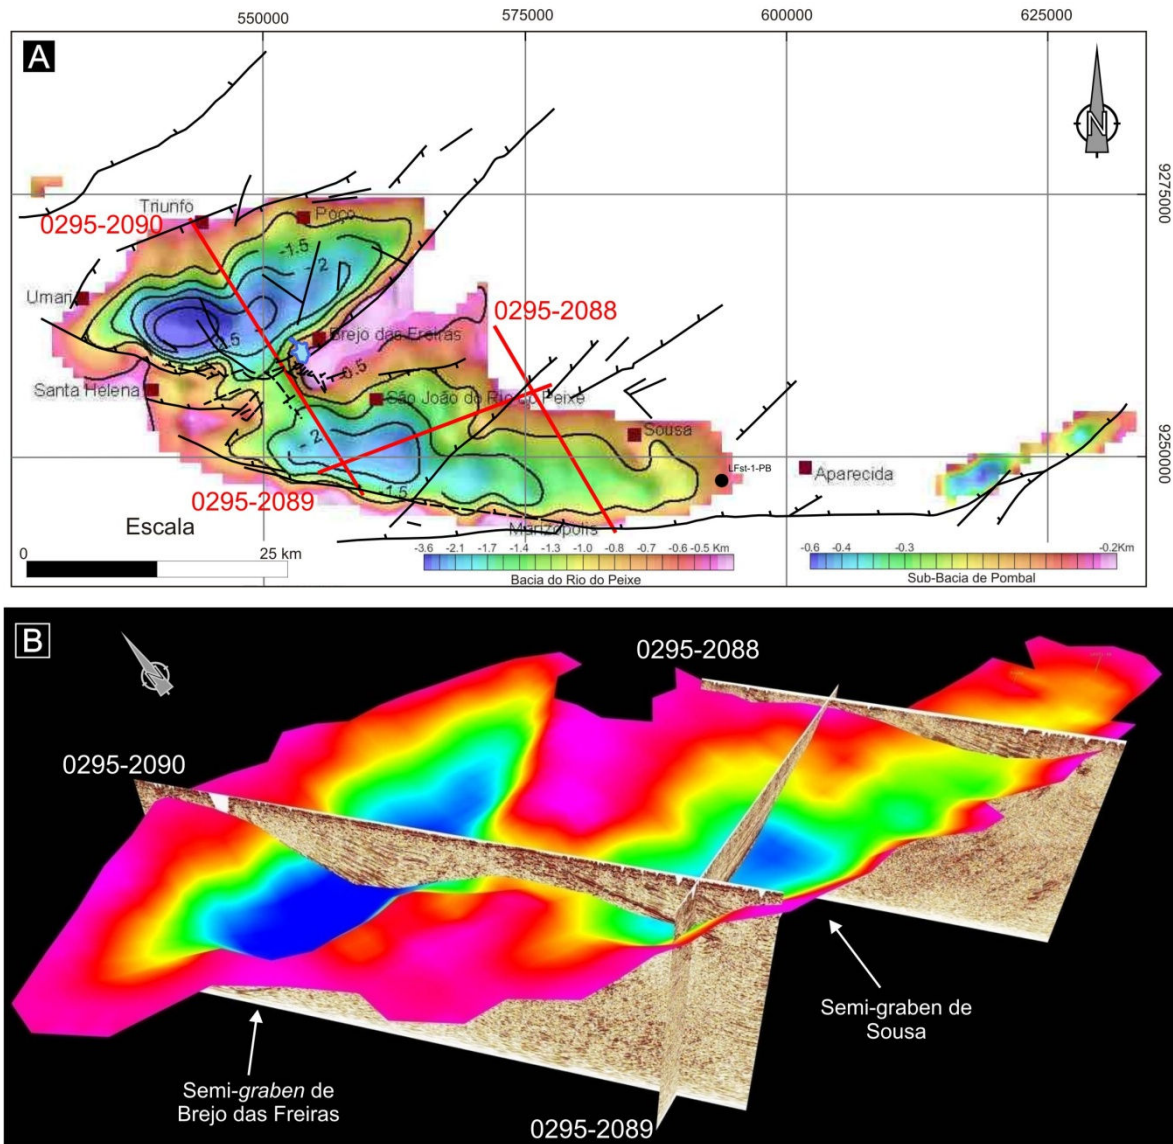 550000
575000
600000
625000
A
N
9275000
Triunfo
0295-2090
Poço
-1.5
- 2
Umari
0295-2088
Brejo das Freiras
-0.5
Santa Helena
São João do Rio do Peixe
- 2
Sousa
9250000
LFst-1-PB
Aparecida
0295-2089
-1.5
Escala
Marizópolis
0
25 km
-3.6 -2.1 -1.7 -1.4 -1.3 -1.0 -0.8 -0.7 -0.6 -0.5 Km
Bacia do Rio do Peixe
-0.6 -0.4 -0.3 -0.2Km
Sub-Bacia de Pombal
B
N
0295-2088
0295-2090
Semi-graben de
Sousa
Semi-graben de
Brejo das Freiras
0295-2089